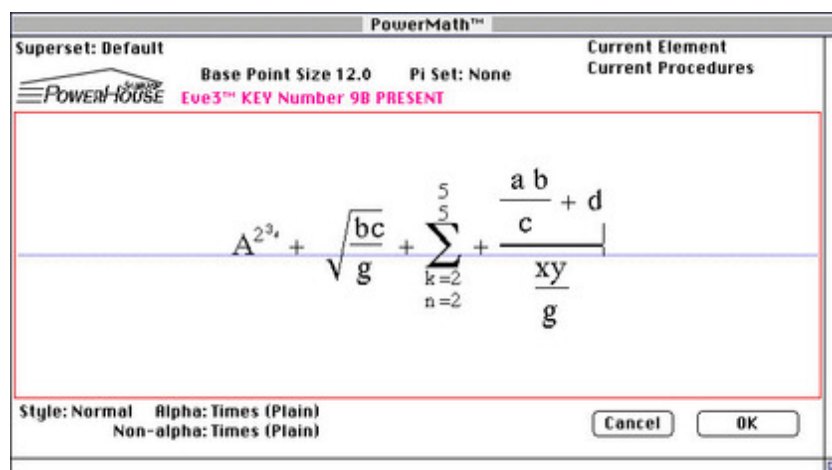 PowerMath™
Superset: Default
Current Element
Base Point Size 12.0 Pi Set: None
Current Procedures
POWERHOUSE
Eve3™ KEY Number 9B PRESENT
5
5
a b
c
+ d
A 2 3 + √ bc
g
+ ∑ +
k=2
n=2
xy
g
Style: Normal Alpha: Times (Plain)
Non-alpha: Times (Plain)
Cancel OK